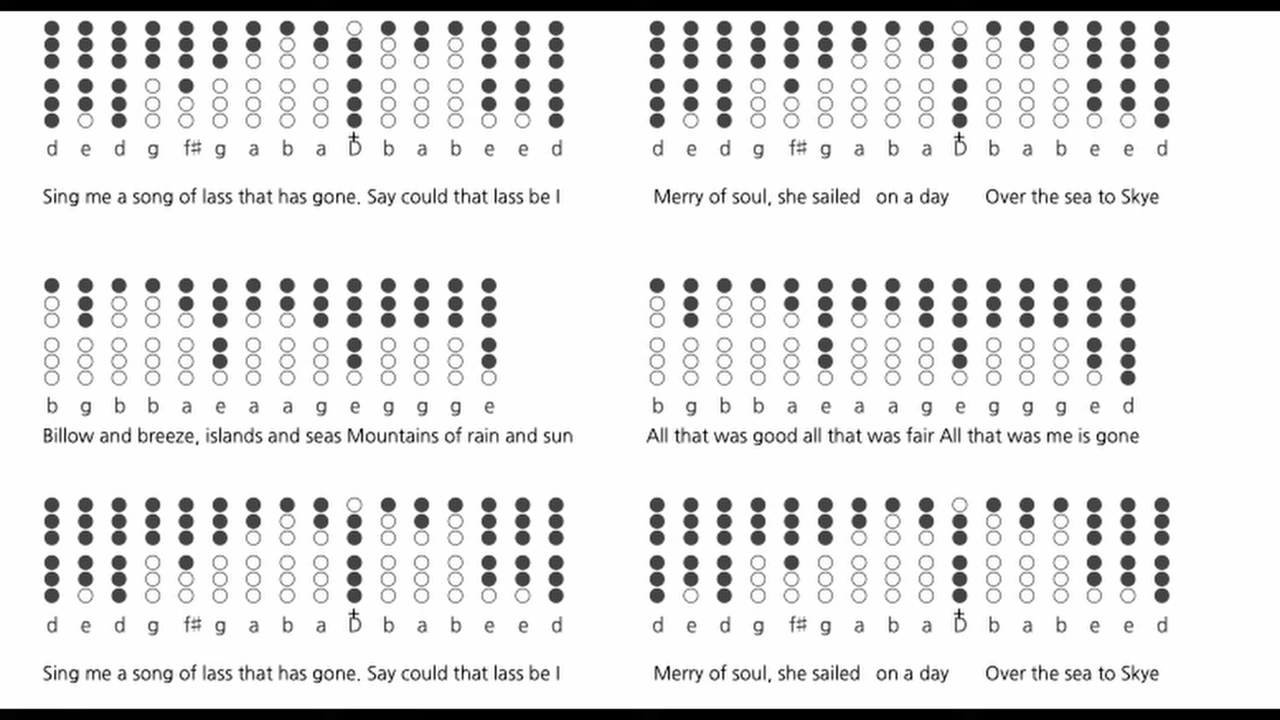 d e d g f# g a b a D b a b e e d d e d g f# g a b a D b a b e e d
Sing me a song of lass that has gone. Say could that lass be I Merry of soul, she sailed on a day Over the sea to Skye
b g b b a e a a g e g g g e b g b b a e a a g e g g g e d
Billow and breeze, islands and seas Mountains of rain and sun All that was good all that was fair All that was me is gone
d e d g f# g a b a D b a b e e d d e d g f# g a b a D b a b e e d
Sing me a song of lass that has gone. Say could that lass be I Merry of soul, she sailed on a day Over the sea to Skye